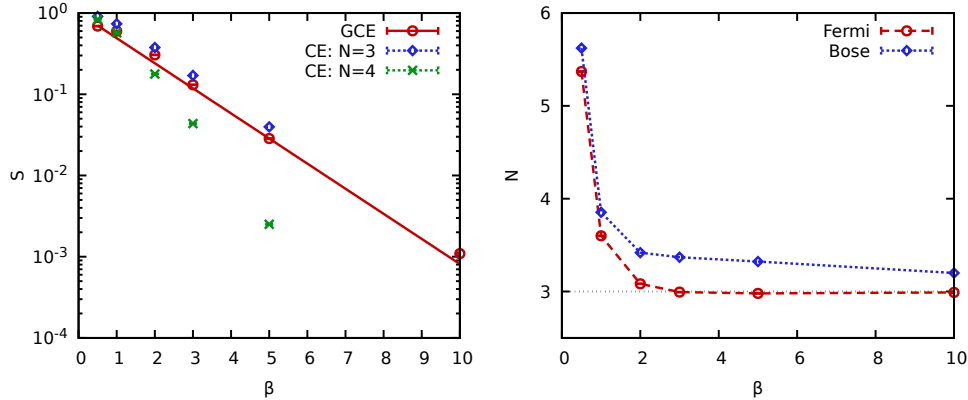 GCE
CE: N=3
CE: N=4
S
10^0
10^-1
10^-2
10^-3
10^-4
0 1 2 3 4 5 6 7 8 9 10
β
Fermi
Bose
N
6
5
4
3
0 2 4 6 8 10
β